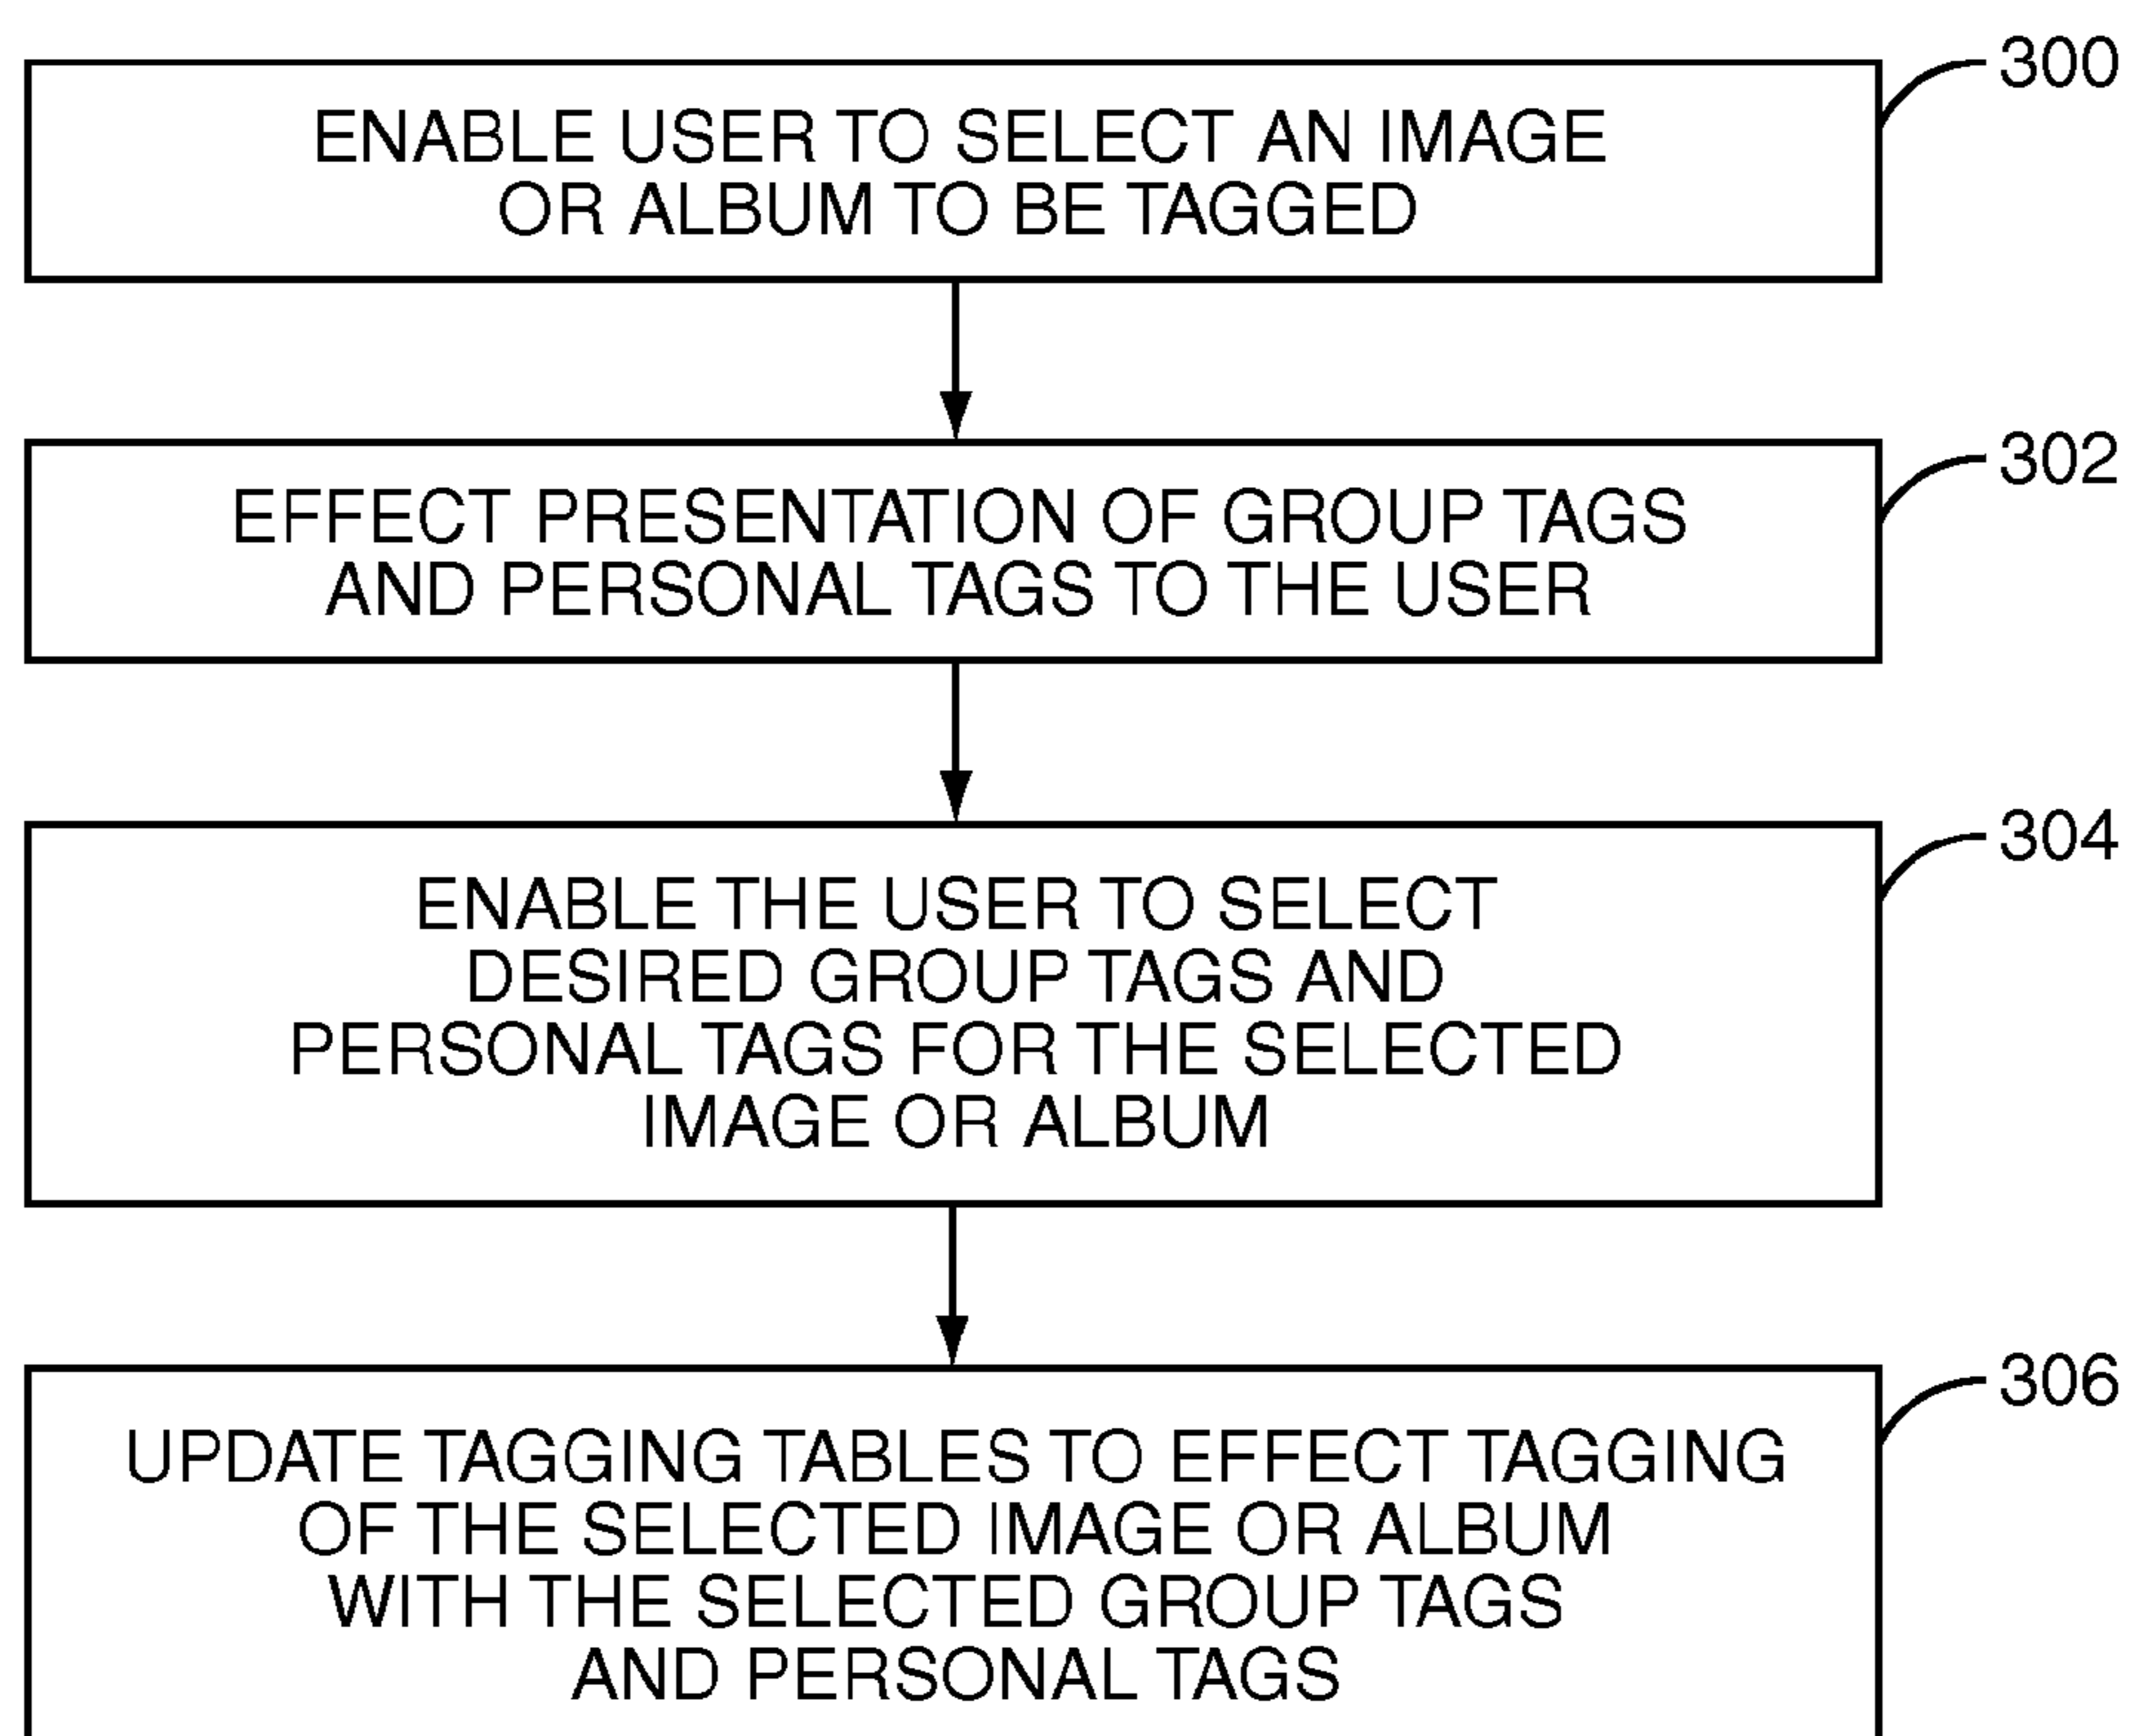 300
ENABLE USER TO SELECT AN IMAGE
OR ALBUM TO BE TAGGED
302
EFFECT PRESENTATION OF GROUP TAGS
AND PERSONAL TAGS TO THE USER
304
ENABLE THE USER TO SELECT
DESIRED GROUP TAGS AND
PERSONAL TAGS FOR THE SELECTED
IMAGE OR ALBUM
306
UPDATE TAGGING TABLES TO EFFECT TAGGING
OF THE SELECTED IMAGE OR ALBUM
WITH THE SELECTED GROUP TAGS
AND PERSONAL TAGS